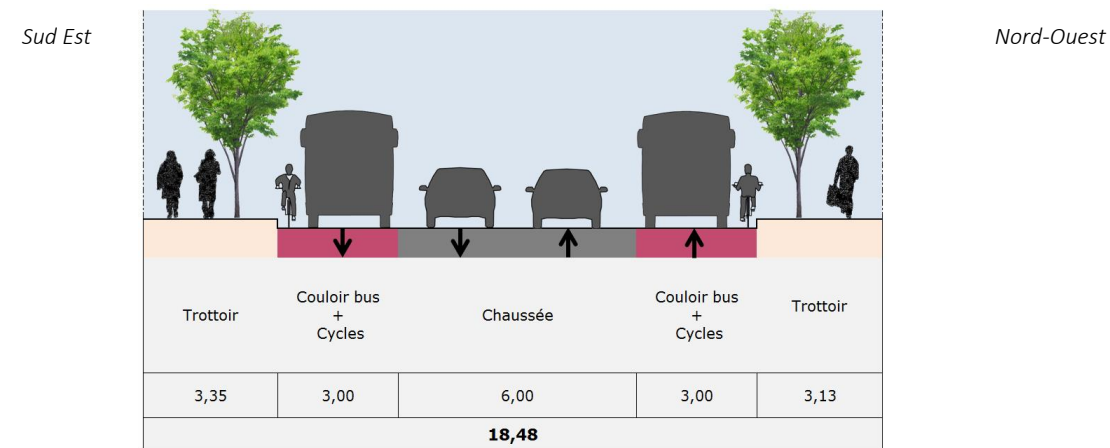 Sud Est
Nord-Ouest
Trottoir
Couloir bus
+
Cycles
Chaussée
Couloir bus
+
Cycles
Trottoir
3,35
3,00
6,00
3,00
3,13
18,48